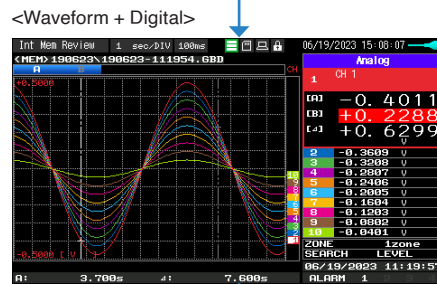 <Waveform + Digital>
Int Mem Review 1 sec/DIV 100ms 06/19/2023 15:08:07
<MEM> 190623\190623-111954.GBD
Analog
A
CH
1 CH 1
+0.5000
[A] -0.4011
[B] +0.2288
[⊿] +0.6299
V
2 -0.3609 V
3 -0.3208 V
4 -0.2807 V
5 -0.2406 V
6 -0.2005 V
7 -0.1604 V
8 -0.1203 V
9 -0.0802 V
10 -0.0401 V
-0.5000 [ V ]
ZONE 1zone
SEARCH LEVEL
06/19/2023 11:19:57
A: 3.700s ⊿: 7.600s
ALARM 1